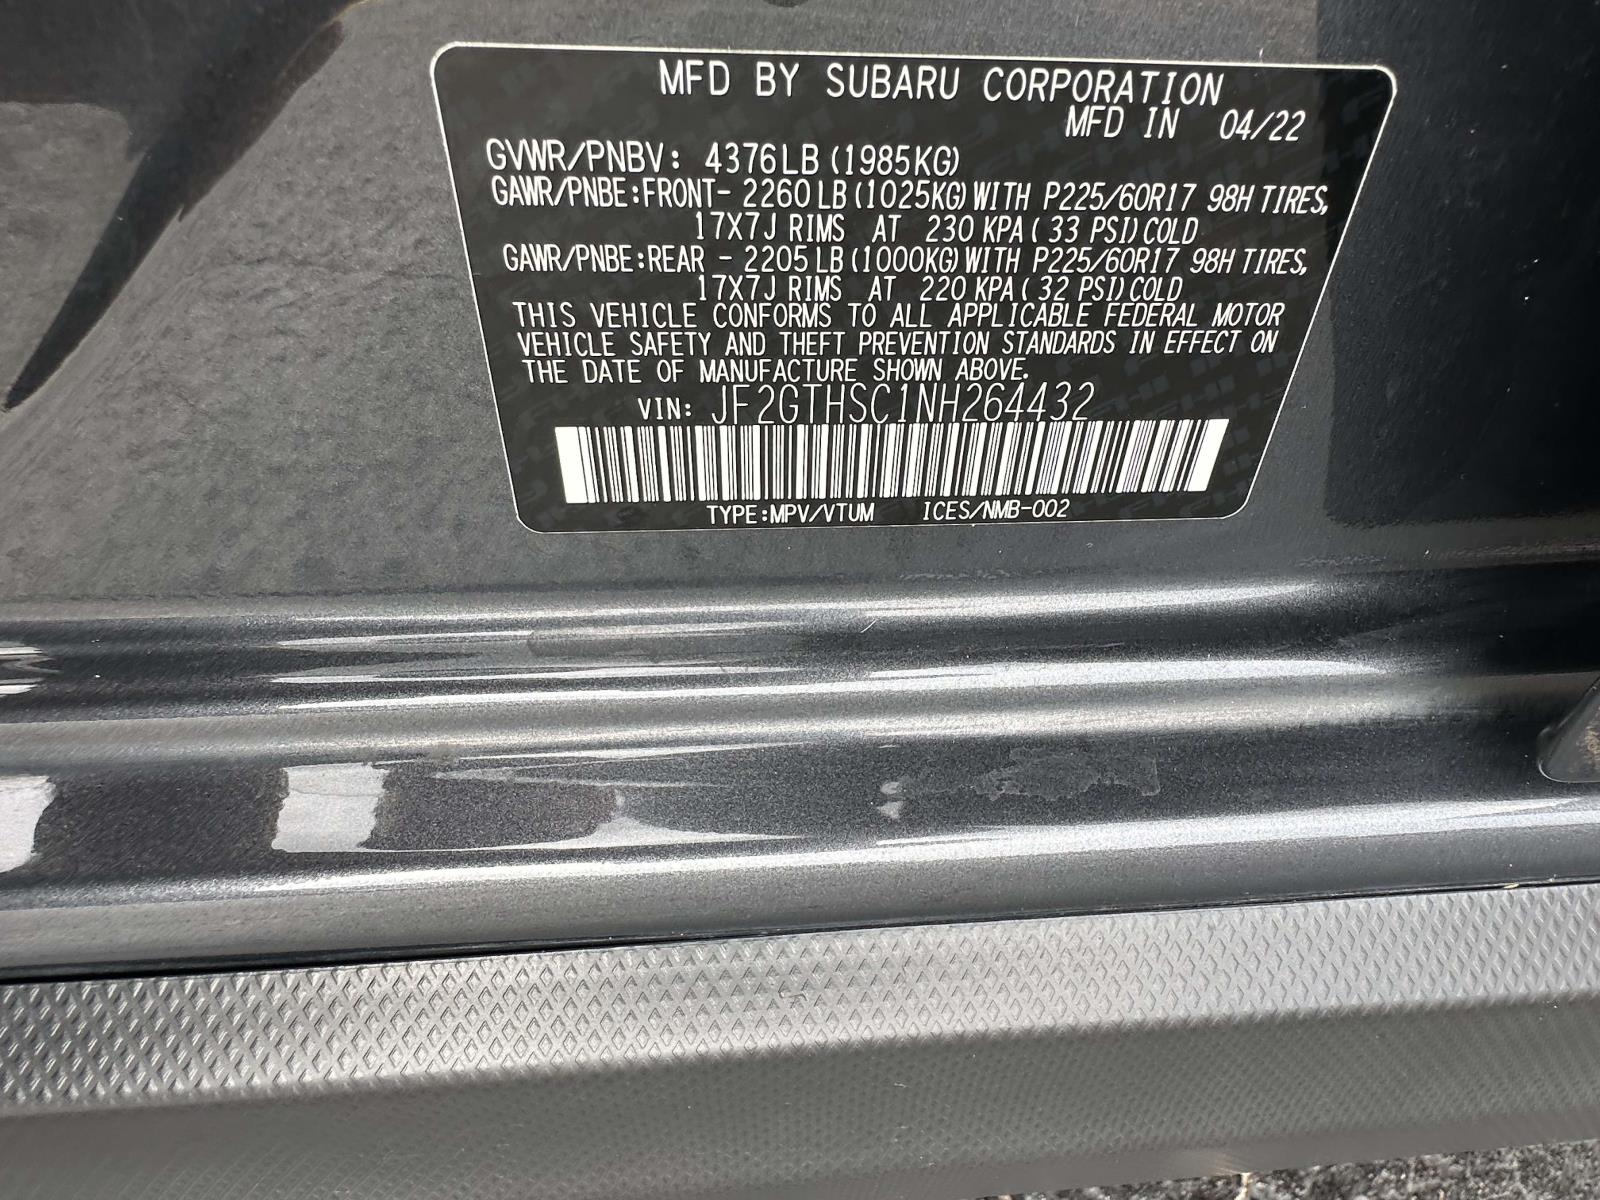 MFD BY SUBARU CORPORATION
MFD IN 04/22
GVWR/PNBV: 4376LB (1985KG)
GAWR/PNBE:FRONT- 2260LB (1025KG) WITH P225/60R17 98H TIRES,
17X7J RIMS AT 230 KPA ( 33 PSI) COLD
GAWR/PNBE:REAR - 2205LB (1000KG) WITH P225/60R17 98H TIRES,
17X7J RIMS AT 220 KPA ( 32 PSI) COLD
THIS VEHICLE CONFORMS TO ALL APPLICABLE FEDERAL MOTOR
VEHICLE SAFETY AND THEFT PREVENTION STANDARDS IN EFFECT ON
THE DATE OF MANUFACTURE SHOWN ABOVE.
VIN: JF2GTHSC1NH264432
TYPE:MPV/VTUM ICES/NMB-002